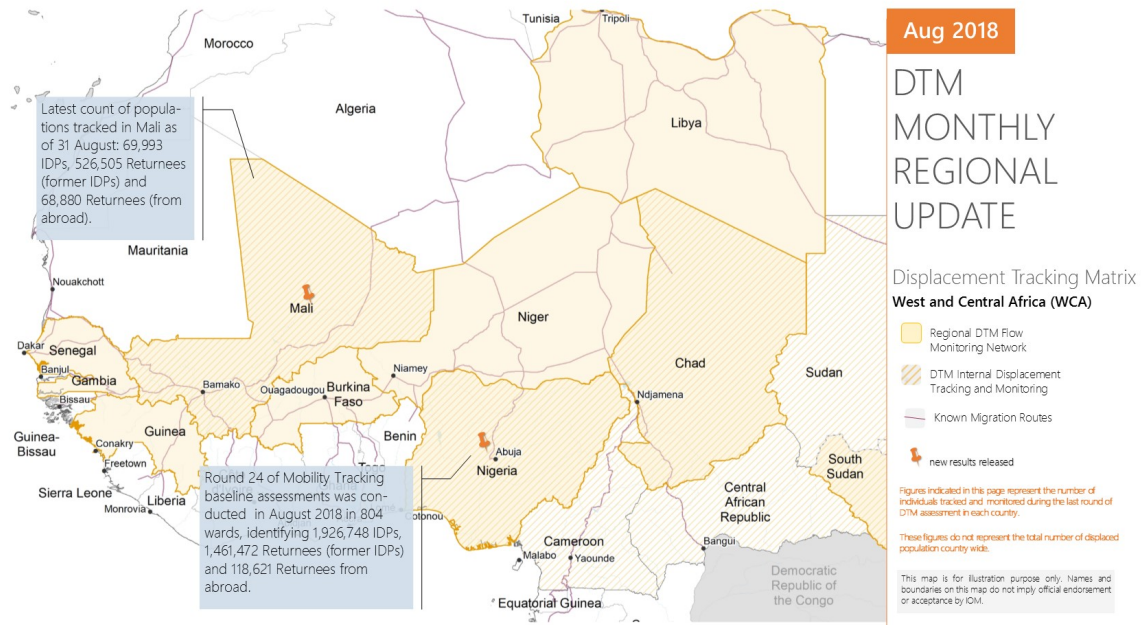 Aug 2018
DTM
MONTHLY
REGIONAL
UPDATE
Displacement Tracking Matrix
West and Central Africa (WCA)
Regional DTM Flow
Monitoring Network
DTM Internal Displacement
Tracking and Monitoring
Known Migration Routes
new results released
Figures indicated in this page represent the number of
individuals tracked and monitored during the last round of
DTM assessment in each country.
These figures do not represent the total number of displaced
population county wide.
This map is for illustration purpose only. Names and
boundaries on this map do not imply official endorsement
or acceptance by IOM.
Tunisia
Tripoli
Morocco
Algeria
Libya
Latest count of popula-
tions tracked in Mali as
of 31 August: 69,993
IDPs, 526,505 Returnees
(former IDPs) and
68,880 Returnees (from
abroad).
Mauritania
Nouakchott
Mali
Niger
Chad
Sudan
Dakar
Senegal
Banjul
Gambia
Bissau
Guinea-
Bissau
Bamako
Ouagadougou
Burkina
Faso
Niamey
Ndjamena
Guinea
Conakry
Freetown
Sierra Leone
Liberia
Monrovia
Benin
Abuja
Nigeria
Cotonou
South
Sudan
Central
African
Republic
Round 24 of Mobility Tracking
baseline assessments was con-
ducted in August 2018 in 804
wards, identifying 1,926,748 IDPs,
1,461,472 Returnees (former IDPs)
and 118,621 Returnees from
abroad.
Cameroon
Malabo
Yaounde
Bangui
Equatorial Guinea
Democratic
Republic of
the Congo